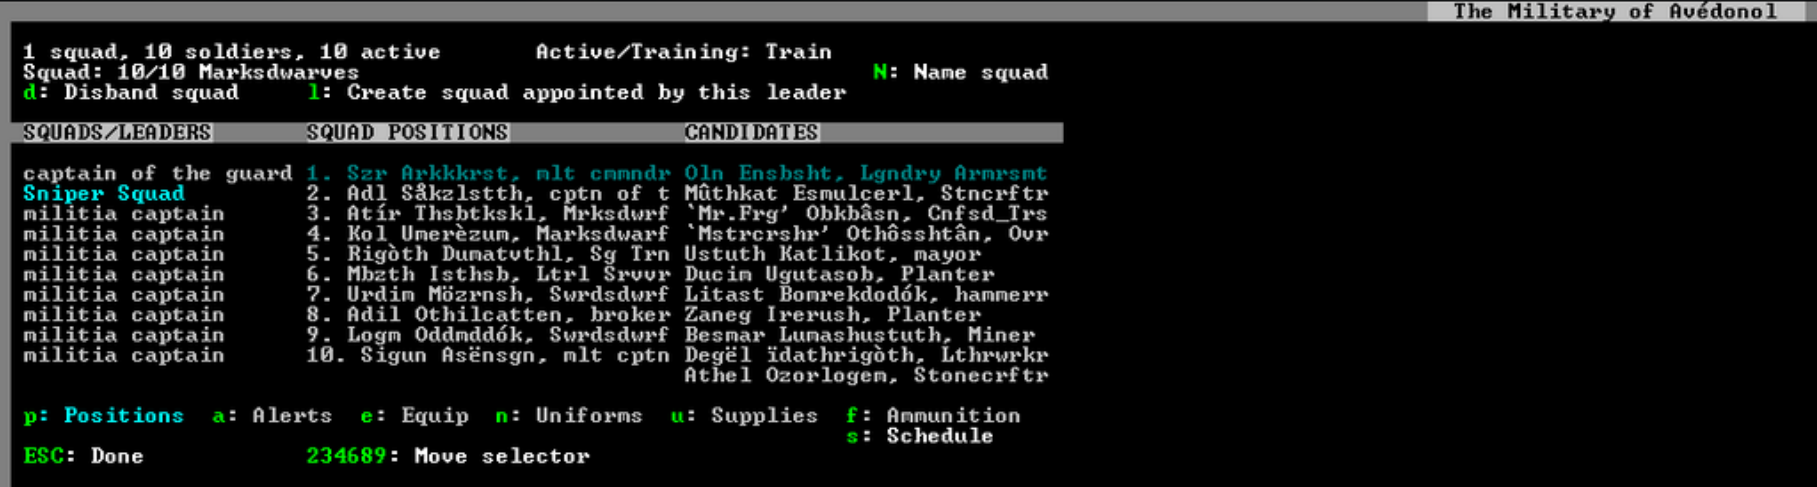 The Military of Avédonol
1 squad, 10 soldiers, 10 active Active/Training: Train
Squad: 10/10 Marksdwarves N: Name squad
d: Disband squad l: Create squad appointed by this leader
SQUADS/LEADERS SQUAD POSITIONS CANDIDATES
captain of the guard 1. Szr Arkkkrst, mlt cmmndr Oln Ensbsht, Lgndry Armrsmt
Sniper Squad 2. Adl Såkzlstth, cptn of t Mûthkat Esmulcerl, Stncrftr
militia captain 3. Atír Thsbtkskl, Mrksdwrf `Mr.Frg' Obkbâsn, Cnfsd_Trs
militia captain 4. Kol Umerèzum, Marksdwarf `Mstrcrshr' Othôsshtân, Ovr
militia captain 5. Rigòth Dumatvthl, Sg Trn Ustuth Katlikot, mayor
militia captain 6. Mbzth Isthsb, Ltrl Srvvr Ducim Ugutasob, Planter
militia captain 7. Urdim Mözrnsh, Swrdsdwrf Litast Bomrekdodók, hammerr
militia captain 8. Adil Othilcatten, broker Zaneg Irerush, Planter
militia captain 9. Logm Oddmddók, Swrdsdwrf Besmar Lumashustuth, Miner
militia captain 10. Sigun Asënsgn, mlt cptn Degël ïdathrigòth, Lthrwrkr
Athel Ozorlogem, Stonecrftr
p: Positions a: Alerts e: Equip n: Uniforms u: Supplies f: Ammunition
s: Schedule
ESC: Done 234689: Move selector